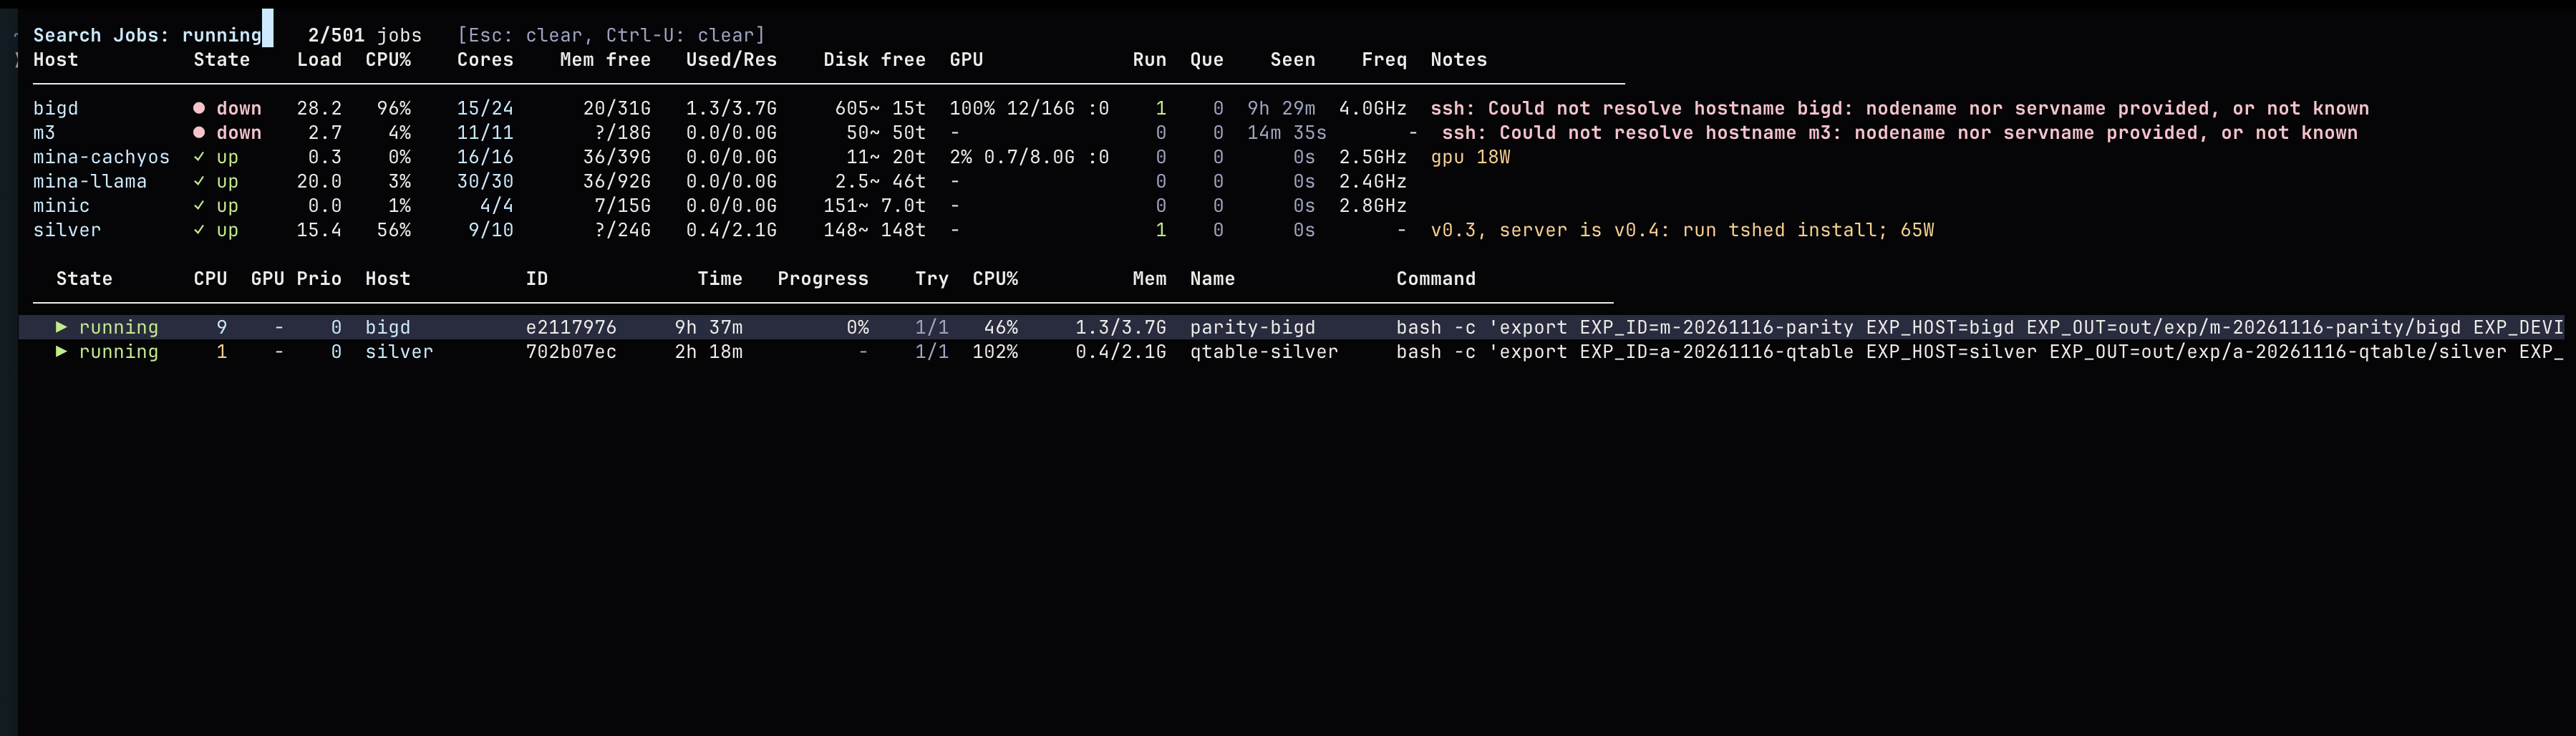 Search Jobs: running 2/501 jobs [Esc: clear, Ctrl-U: clear]
Host State Load CPU% Cores Mem free Used/Res Disk free GPU Run Que Seen Freq Notes
bigd ● down 28.2 96% 15/24 20/31G 1.3/3.7G 605~ 15t 100% 12/16G :0 1 0 9h 29m 4.0GHz ssh: Could not resolve hostname bigd: nodename nor servname provided, or not known
m3 ● down 2.7 4% 11/11 ?/18G 0.0/0.0G 50~ 50t - 0 0 14m 35s - ssh: Could not resolve hostname m3: nodename nor servname provided, or not known
mina-cachyos ✓ up 0.3 0% 16/16 36/39G 0.0/0.0G 11~ 20t 2% 0.7/8.0G :0 0 0 0s 2.5GHz gpu 18W
mina-llama ✓ up 20.0 3% 30/30 36/92G 0.0/0.0G 2.5~ 46t - 0 0 0s 2.4GHz
minic ✓ up 0.0 1% 4/4 7/15G 0.0/0.0G 151~ 7.0t - 0 0 0s 2.8GHz
silver ✓ up 15.4 56% 9/10 ?/24G 0.4/2.1G 148~ 148t - 1 0 0s - v0.3, server is v0.4: run tshed install; 65W
State CPU GPU Prio Host ID Time Progress Try CPU% Mem Name Command
▶ running 9 - 0 bigd e2117976 9h 37m 0% 1/1 46% 1.3/3.7G parity-bigd bash -c 'export EXP_ID=m-20261116-parity EXP_HOST=bigd EXP_OUT=out/exp/m-20261116-parity/bigd EXP_DEVI
▶ running 1 - 0 silver 702b07ec 2h 18m - 1/1 102% 0.4/2.1G qtable-silver bash -c 'export EXP_ID=a-20261116-qtable EXP_HOST=silver EXP_OUT=out/exp/a-20261116-qtable/silver EXP_